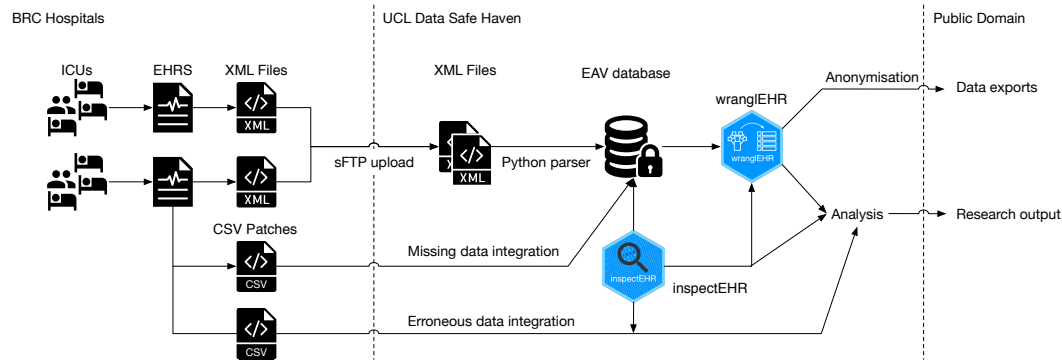 BRC Hospitals
UCL Data Safe Haven
Public Domain
ICUs
EHRS
XML Files
XML Files
EAV database
wranglEHR
Anonymisation
Data exports
</>
XML
</>
XML
sFTP upload
</>
XML
Python parser
wranglEHR
</>
XML
CSV Patches
</>
CSV
Missing data integration
inspectEHR
inspectEHR
Analysis
Research output
</>
CSV
Erroneous data integration